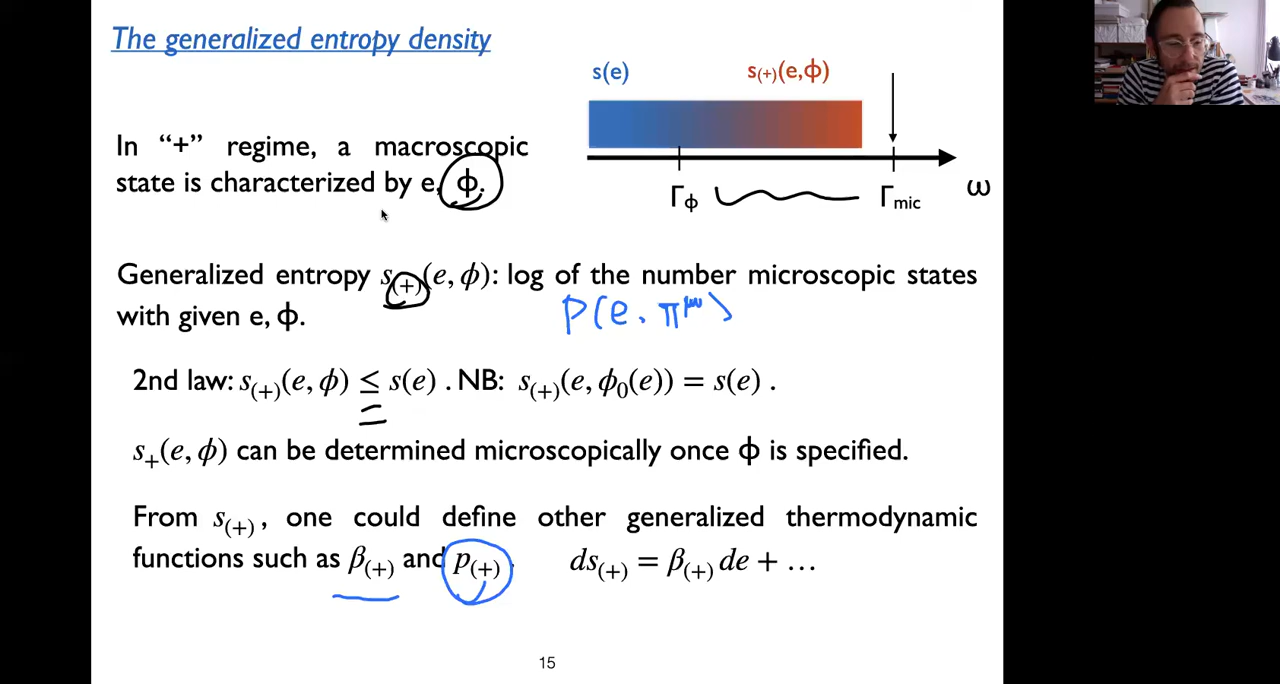 The generalized entropy density
s(e)
s(+)(e,ϕ)
In “+” regime, a macroscopic
state is characterized by e, ϕ.
Γϕ
Γmic
ω
Generalized entropy s(+)(e, ϕ): log of the number microscopic states
with given e, ϕ.
P(e, π^μν)
2nd law: s(+)(e, ϕ) ≤ s(e) . NB: s(+)(e, ϕ0(e)) = s(e) .
s+(e, ϕ) can be determined microscopically once ϕ is specified.
From s(+), one could define other generalized thermodynamic
functions such as β(+) and p(+). ds(+) = β(+) de + …
15